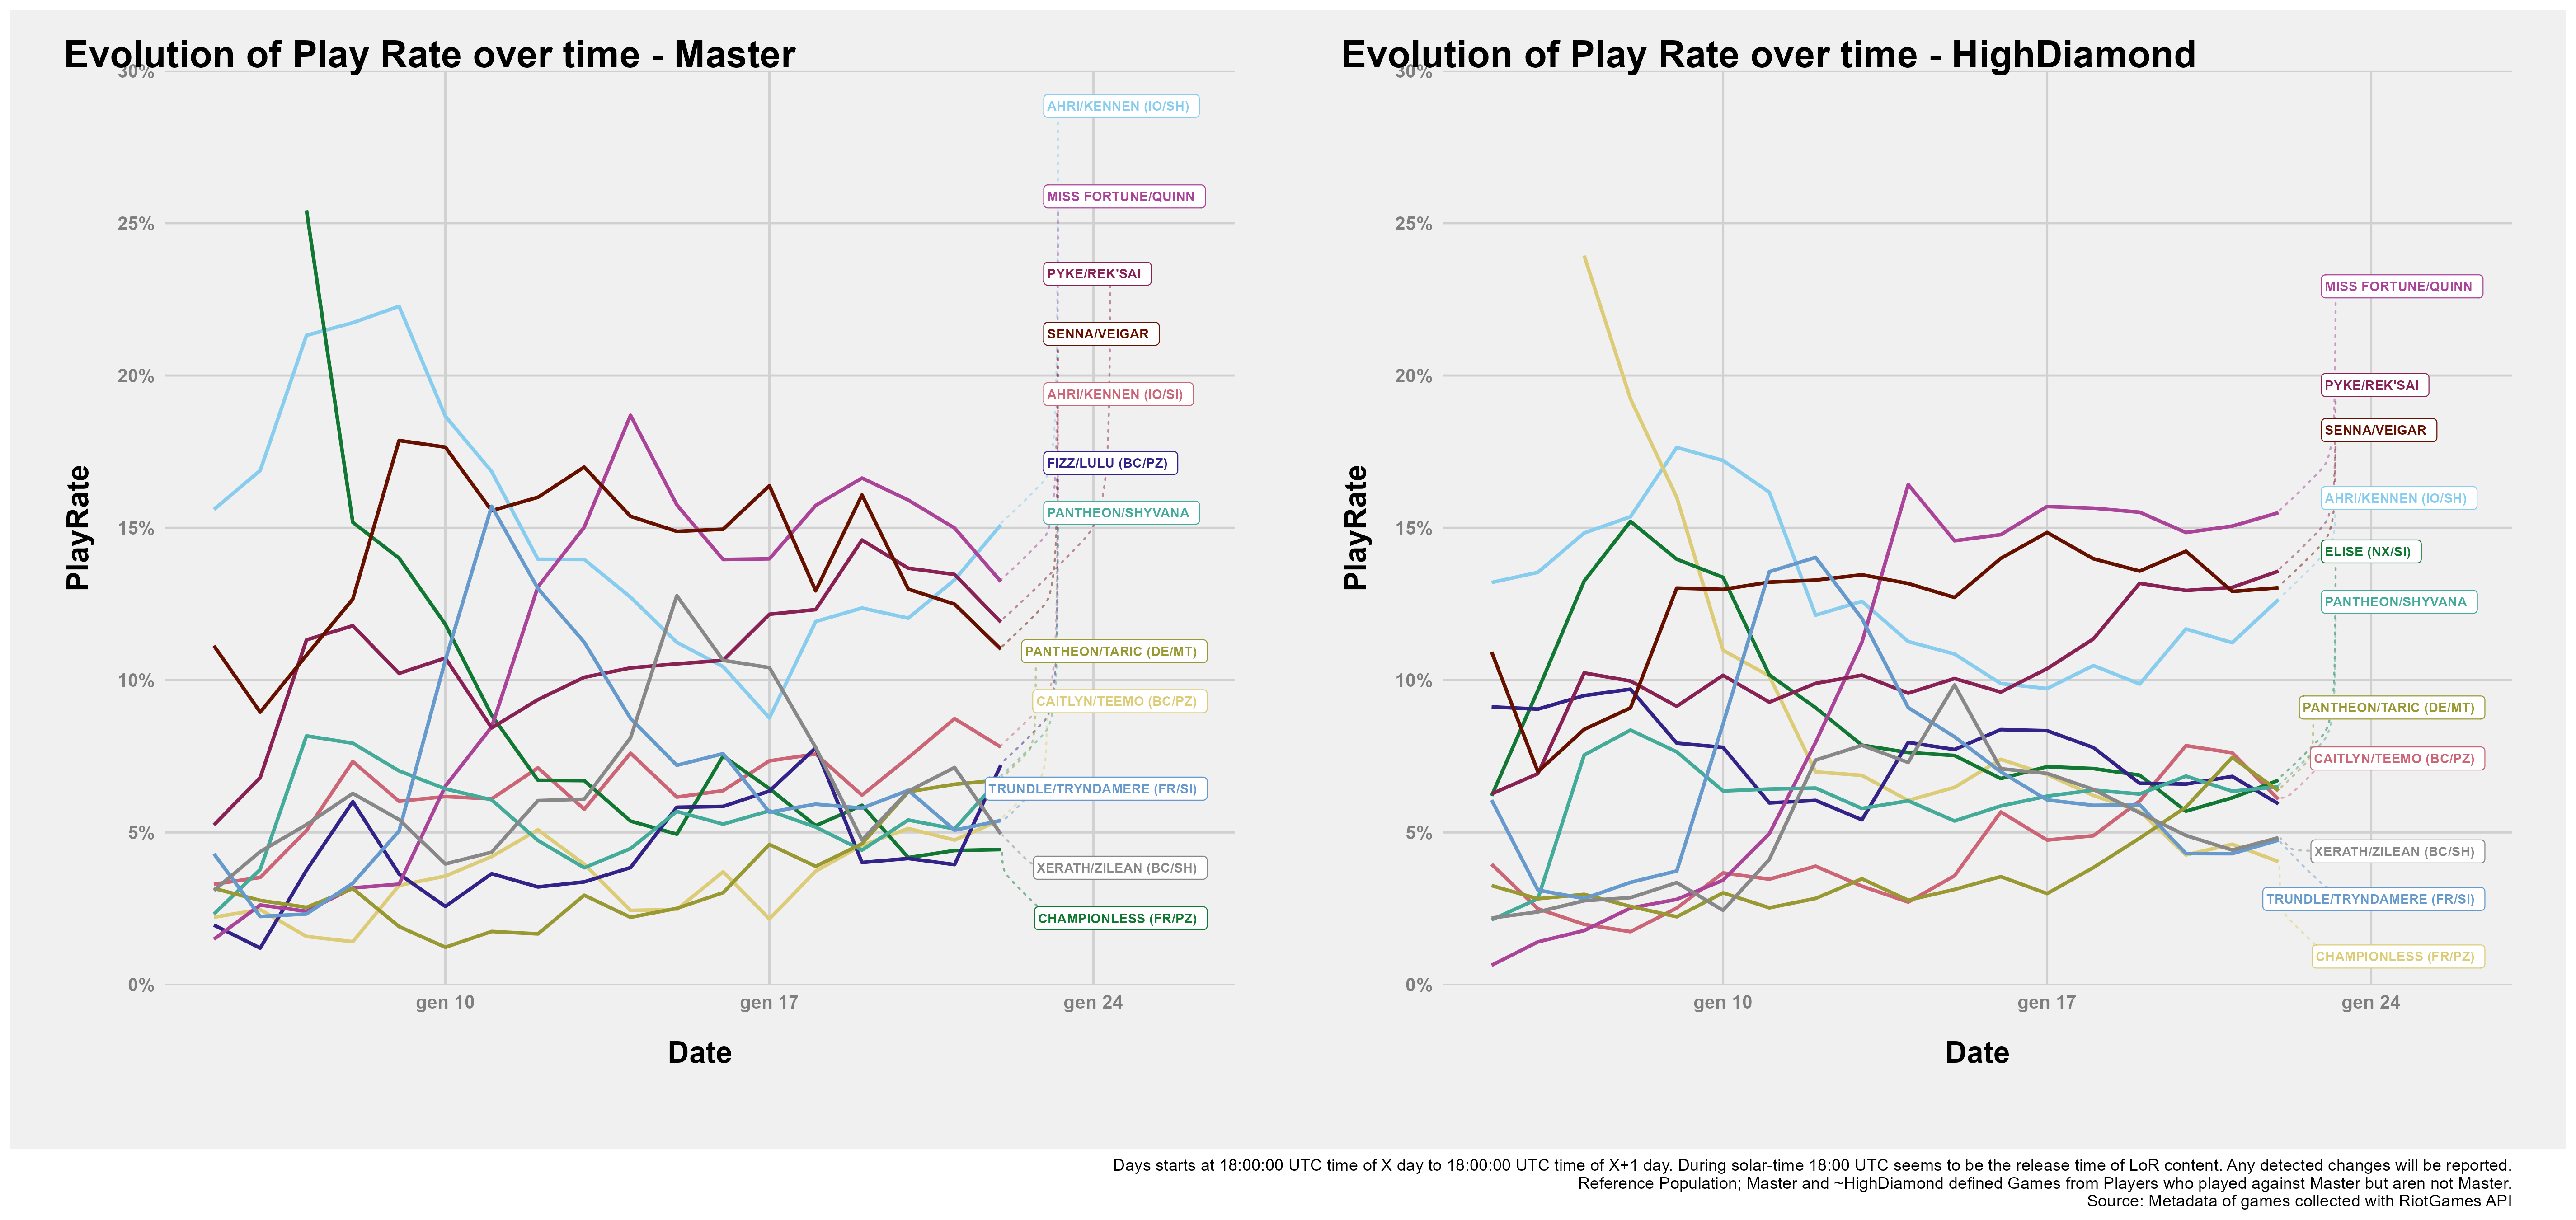 Evolution of Play Rate over time - Master
30%
25%
20%
15%
10%
5%
0%
PlayRate
gen 10
gen 17
gen 24
Date
AHRI/KENNEN (IO/SH)
MISS FORTUNE/QUINN
PYKE/REK'SAI
SENNA/VEIGAR
AHRI/KENNEN (IO/SI)
FIZZ/LULU (BC/PZ)
PANTHEON/SHYVANA
PANTHEON/TARIC (DE/MT)
CAITLYN/TEEMO (BC/PZ)
TRUNDLE/TRYNDAMERE (FR/SI)
XERATH/ZILEAN (BC/SH)
CHAMPIONLESS (FR/PZ)
Evolution of Play Rate over time - HighDiamond
30%
25%
20%
15%
10%
5%
0%
PlayRate
gen 10
gen 17
gen 24
Date
MISS FORTUNE/QUINN
PYKE/REK'SAI
SENNA/VEIGAR
AHRI/KENNEN (IO/SH)
ELISE (NX/SI)
PANTHEON/SHYVANA
PANTHEON/TARIC (DE/MT)
CAITLYN/TEEMO (BC/PZ)
XERATH/ZILEAN (BC/SH)
TRUNDLE/TRYNDAMERE (FR/SI)
CHAMPIONLESS (FR/PZ)
Days starts at 18:00:00 UTC time of X day to 18:00:00 UTC time of X+1 day. During solar-time 18:00 UTC seems to be the release time of LoR content. Any detected changes will be reported.
Reference Population; Master and ~HighDiamond defined Games from Players who played against Master but aren not Master.
Source: Metadata of games collected with RiotGames API